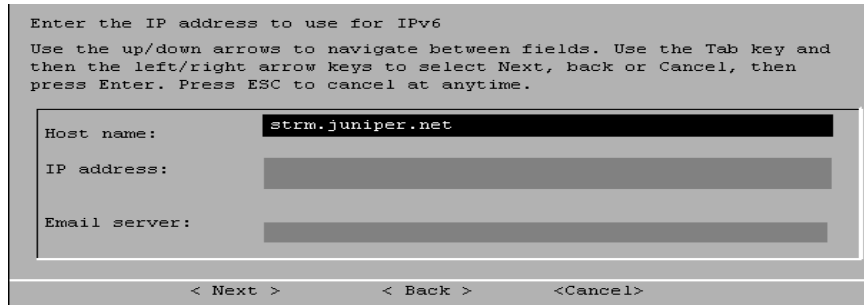 Enter the IP address to use for IPv6
Use the up/down arrows to navigate between fields. Use the Tab key and
then the left/right arrow keys to select Next, back or Cancel, then
press Enter. Press ESC to cancel at anytime.
Host name: strm.juniper.net
IP address:
Email server:
< Next > < Back > <Cancel>